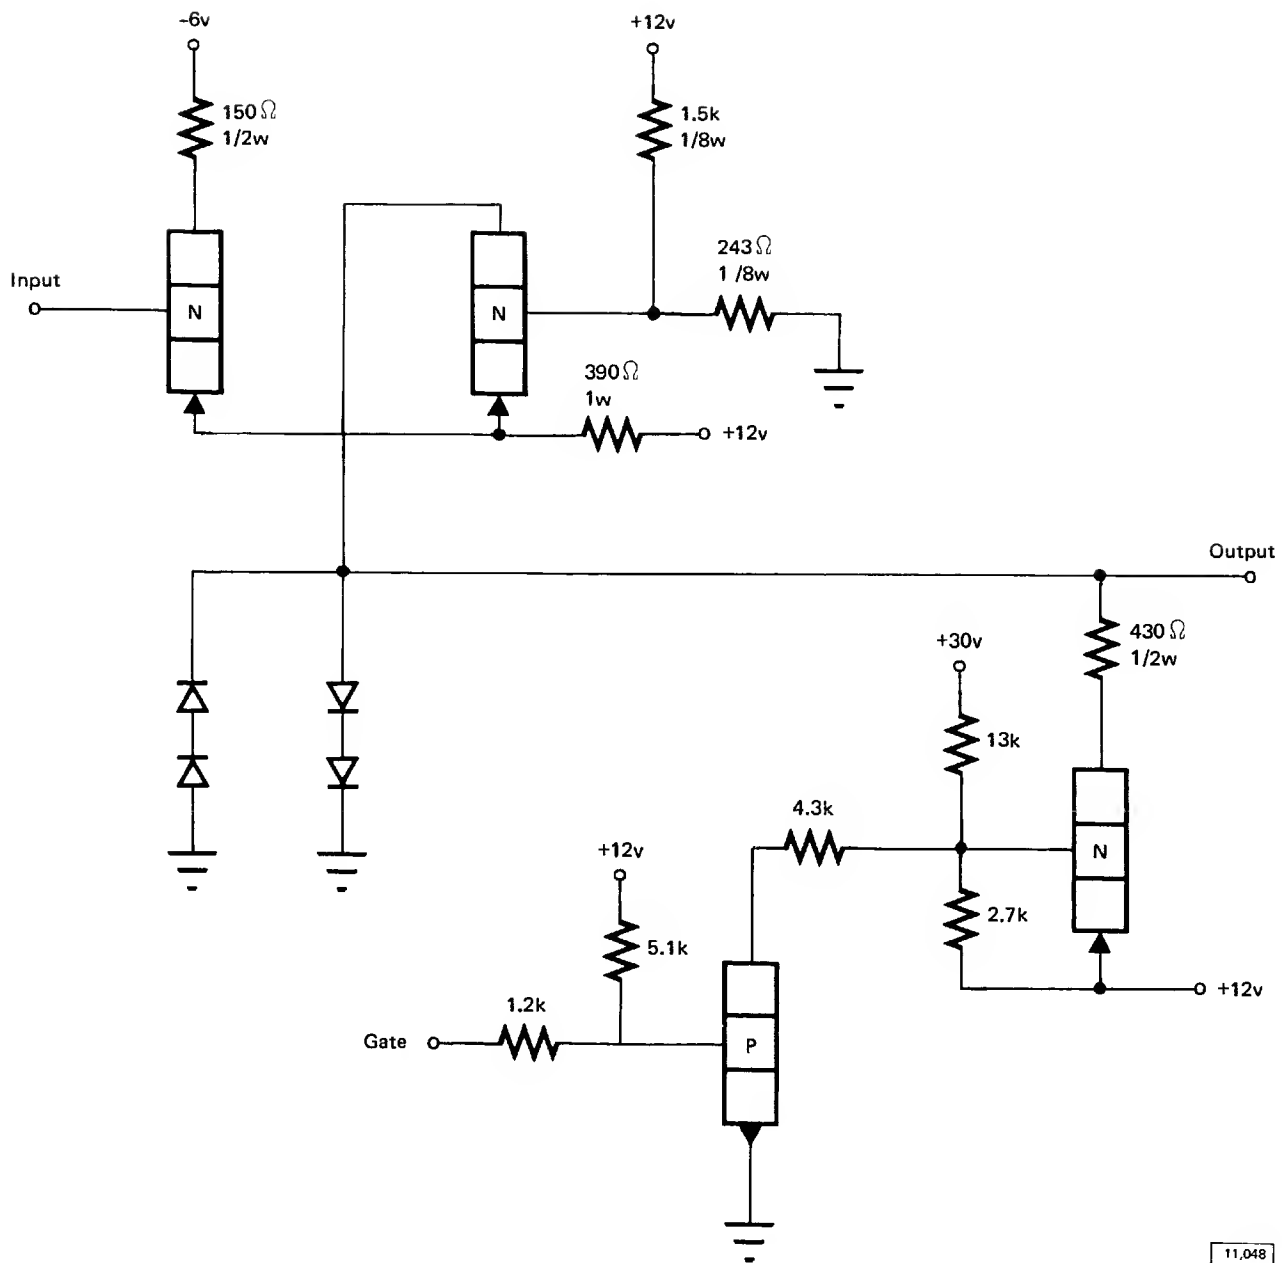 -6v
+12v
150Ω
1/2w
1.5k
1/8w
243Ω
1 /8w
Input
N
N
390Ω
1w
+12v
Output
430Ω
1/2w
+30v
13k
4.3k
N
+12v
2.7k
5.1k
+12v
1.2k
Gate
P
11,048